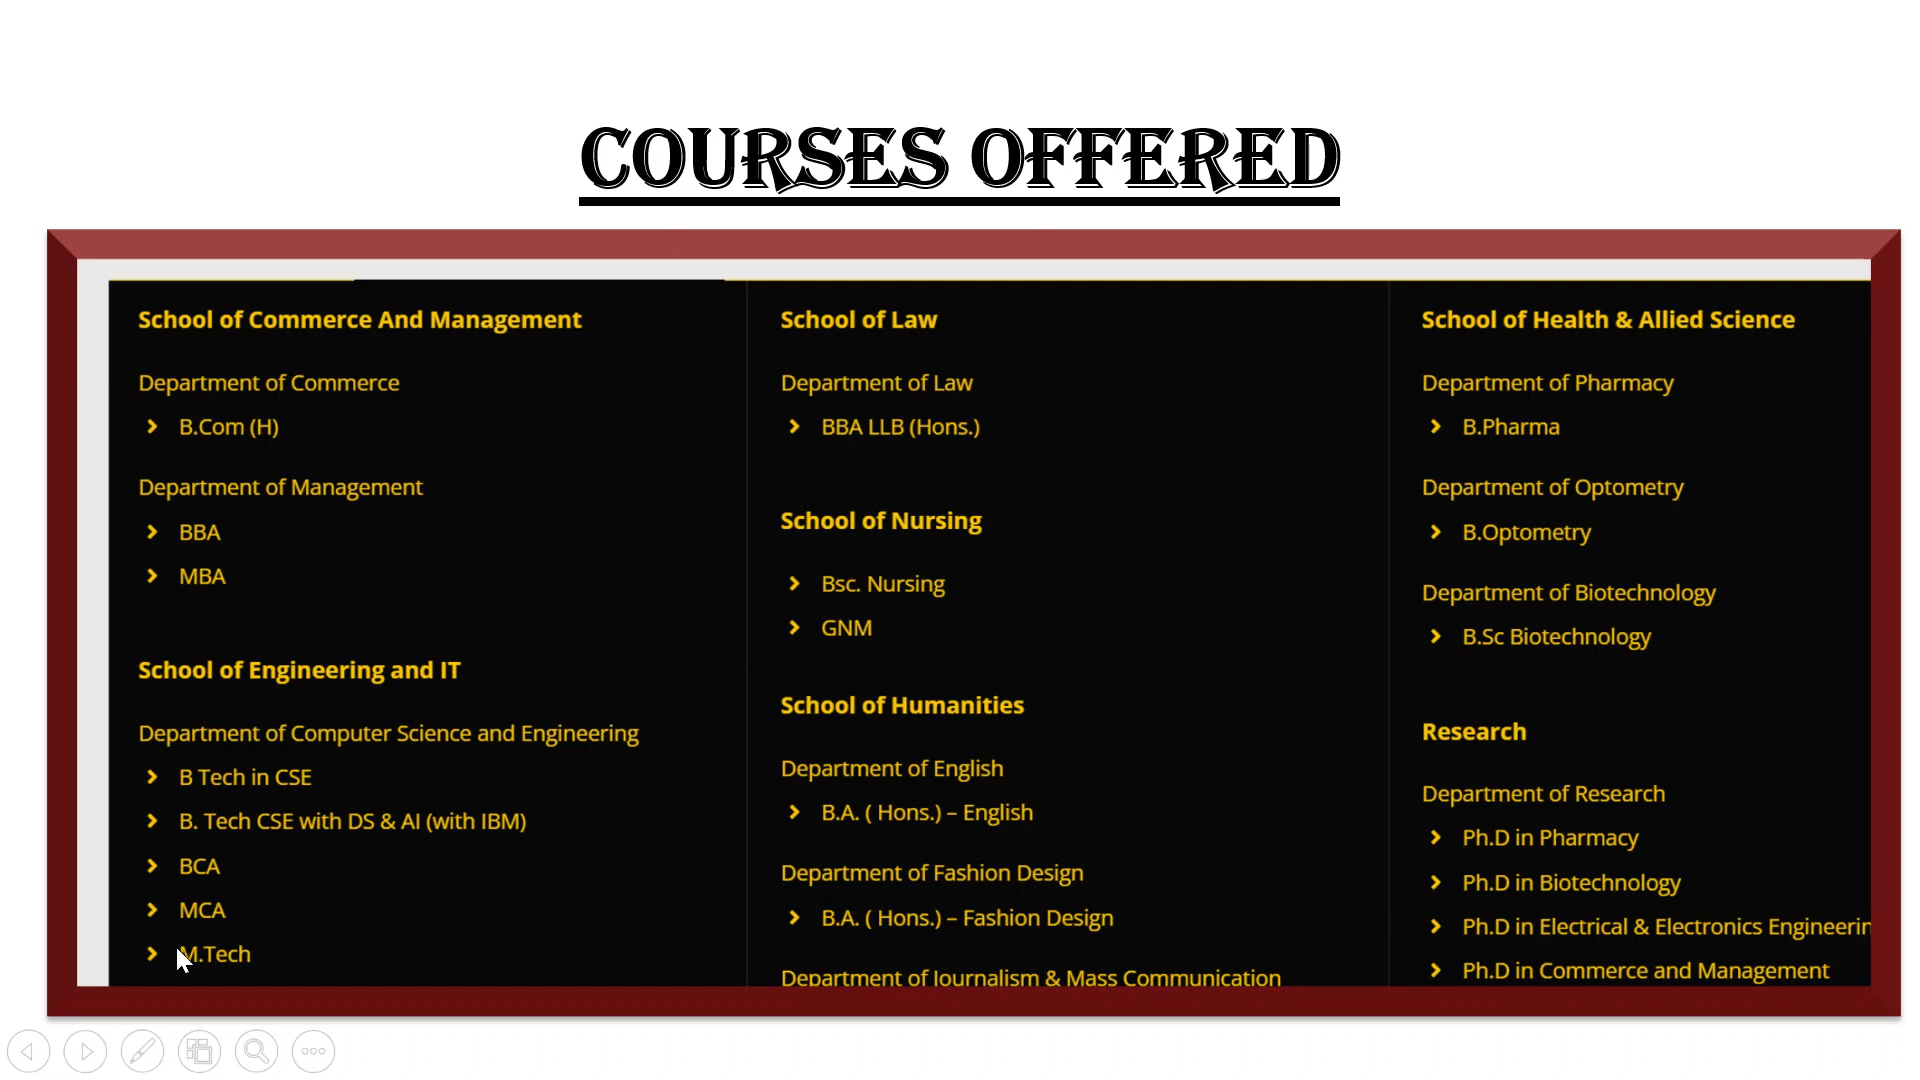 COURSES OFFERED
School of Commerce And Management
Department of Commerce
B.Com (H)
Department of Management
BBA
MBA
School of Engineering and IT
Department of Computer Science and Engineering
B Tech in CSE
B. Tech CSE with DS & AI (with IBM)
BCA
MCA
M.Tech
School of Law
Department of Law
BBA LLB (Hons.)
School of Nursing
Bsc. Nursing
GNM
School of Humanities
Department of English
B.A. ( Hons.) – English
Department of Fashion Design
B.A. ( Hons.) – Fashion Design
Department of Journalism & Mass Communication
School of Health & Allied Science
Department of Pharmacy
B.Pharma
Department of Optometry
B.Optometry
Department of Biotechnology
B.Sc Biotechnology
Research
Department of Research
Ph.D in Pharmacy
Ph.D in Biotechnology
Ph.D in Electrical & Electronics Engineerin
Ph.D in Commerce and Management